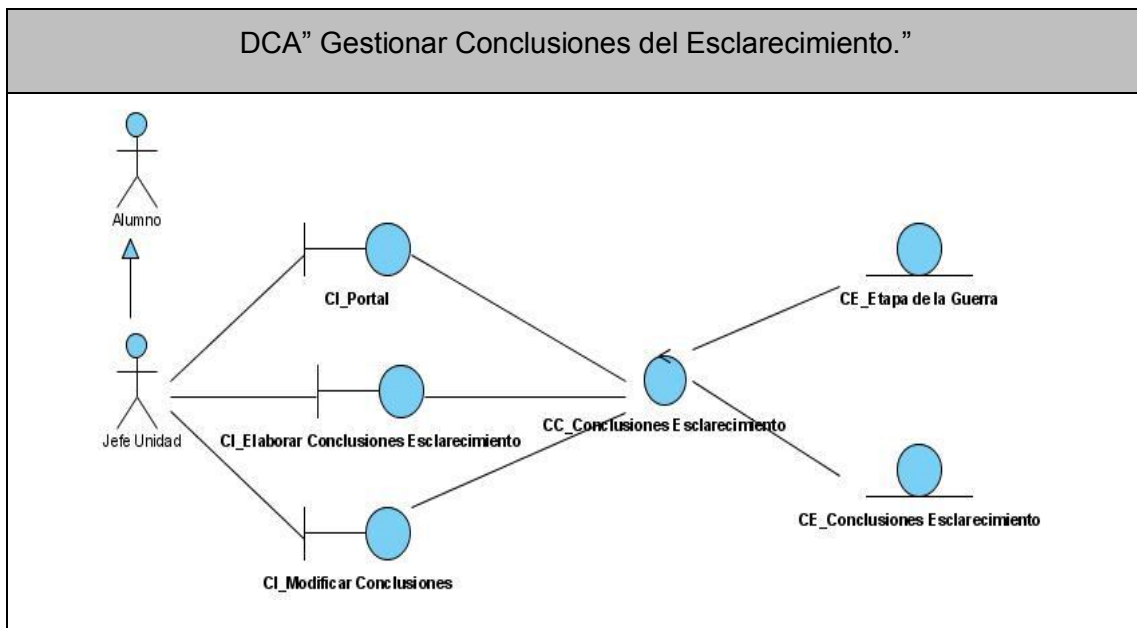 DCA” Gestionar Conclusiones del Esclarecimiento.”
Alumno
CI_Portal
CE_Etapa de la Guerra
Jefe Unidad
CI_Elaborar Conclusiones Esclarecimiento
CC_Conclusiones Esclarecimiento
CE_Conclusiones Esclarecimiento
CI_Modificar Conclusiones